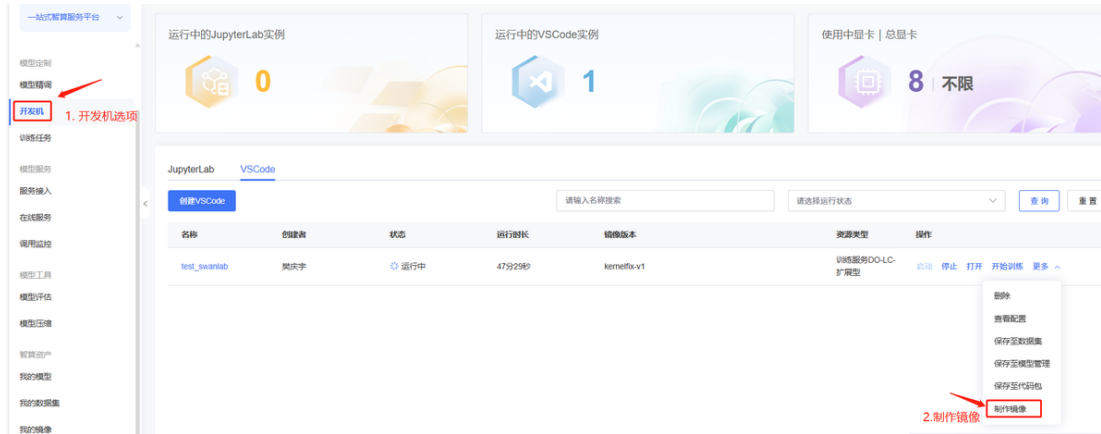 一站式智算服务平台
模型定制
模型精调
开发机
1. 开发机选项
训练任务
模型服务
服务接入
在线服务
调用监控
模型工具
模型评估
模型压缩
智算资产
我的模型
我的数据集
我的镜像
运行中的JupyterLab实例
0
运行中的VSCode实例
1
使用中显卡 | 总显卡
8 | 不限
JupyterLab VSCode
创建VSCode 请输入名称搜索 请选择运行状态 查询 重置
名称 创建者 状态 运行时长 镜像版本 资源类型 操作
test_swanlab 樊庆宇 运行中 47分29秒 kernelfix-v1 训练服务DO-LC-扩展型 启动 停止 打开 开始训练 更多
删除
查看配置
保存至数据集
保存至模型管理
保存至代码包
2.制作镜像 制作镜像